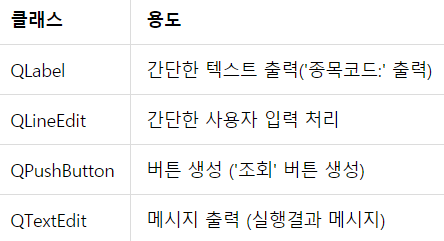 클래스 용도
QLabel 간단한 텍스트 출력('종목코드:' 출력)
QLineEdit 간단한 사용자 입력 처리
QPushButton 버튼 생성 ('조회' 버튼 생성)
QTextEdit 메시지 출력 (실행결과 메시지)